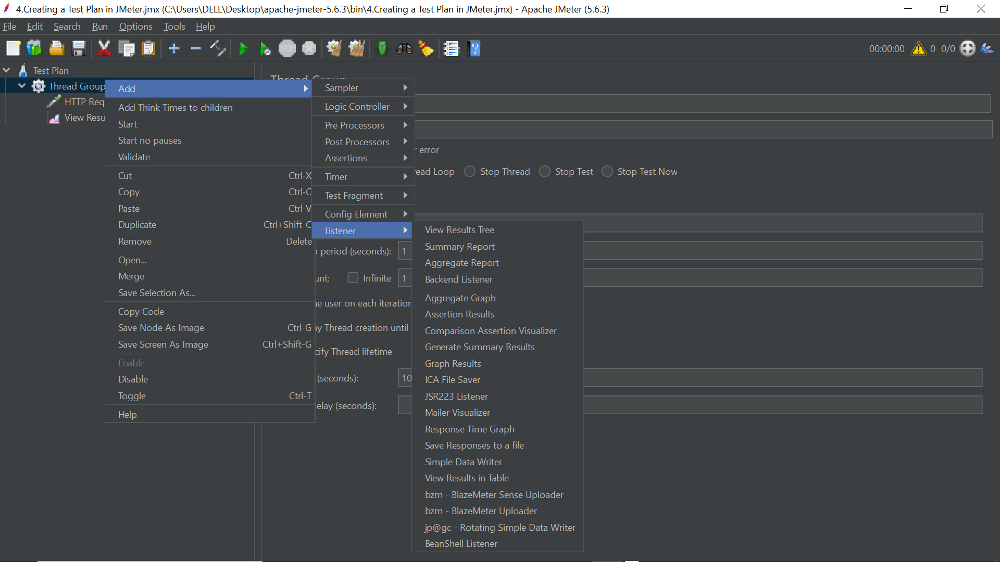 4.Creating a Test Plan in JMeter.jmx (C:\Users\DELL\Desktop\apache-jmeter-5.6.3\bin\4.Creating a Test Plan in JMeter.jmx) - Apache JMeter (5.6.3)
File Edit Search Run Options Tools Help
STOP
00:00:00 0 0/0
Test Plan
Thread Group
HTTP Req
View Resu
Add
Add Think Times to children
Start
Start no pauses
Validate
Cut Ctrl-X
Copy Ctrl-C
Paste Ctrl-V
Duplicate Ctrl+Shift-C
Remove Delete
Open...
Merge
Save Selection As...
Copy Code
Save Node As Image Ctrl-G
Save Screen As Image Ctrl+Shift-G
Enable
Disable
Toggle Ctrl-T
Help
Sampler
Logic Controller
Pre Processors
Post Processors
Assertions
Timer
Test Fragment
Config Element
Listener
View Results Tree
Summary Report
Aggregate Report
Backend Listener
Aggregate Graph
Assertion Results
Comparison Assertion Visualizer
Generate Summary Results
Graph Results
ICA File Saver
JSR223 Listener
Mailer Visualizer
Response Time Graph
Save Responses to a file
Simple Data Writer
View Results in Table
bzm - BlazeMeter Sense Uploader
bzm - BlazeMeter Uploader
jp@gc - Rotating Simple Data Writer
BeanShell Listener
Thread Group
r error
ead Loop Stop Thread Stop Test Stop Test Now
period (seconds): 1
unt: Infinite 1
e user on each iteration
y Thread creation until
cify Thread lifetime
(seconds): 10
elay (seconds):